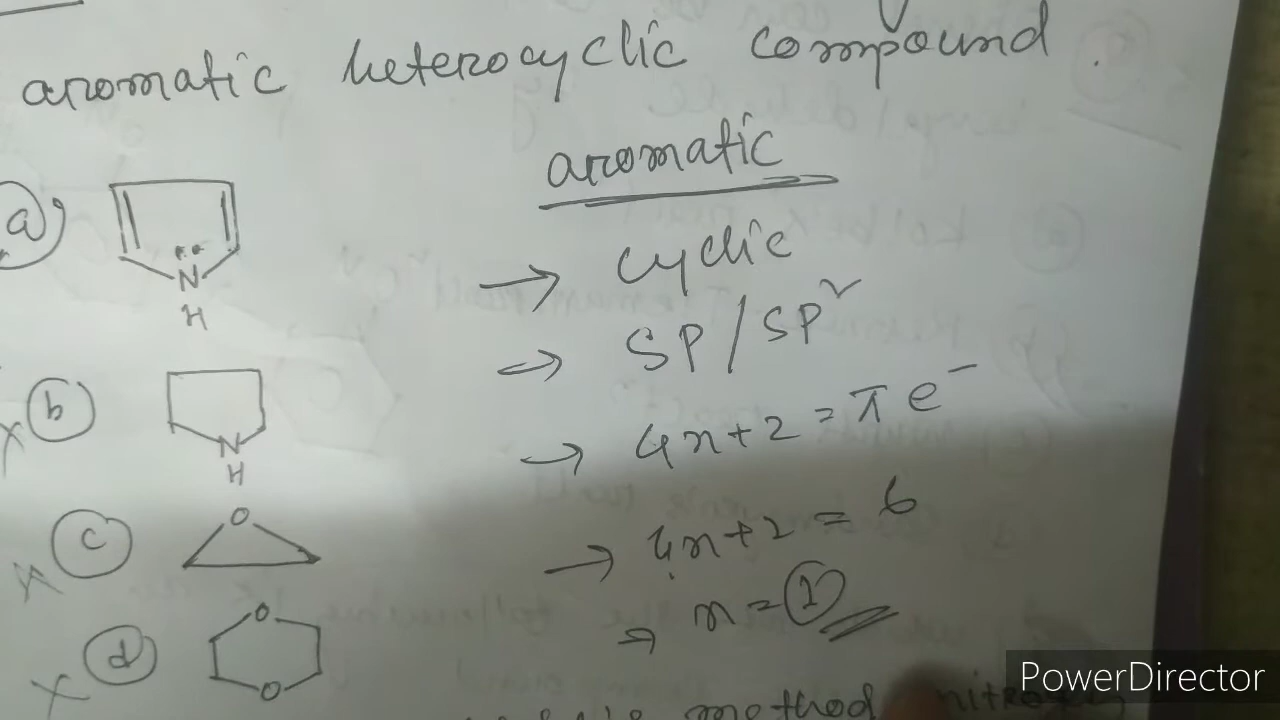 aromatic heterocyclic compound.
aromatic
a)
N
H
→ cyclic
→ SP/SP²
b
N
H
→ 4n+2 = π e⁻
c
O
→ 4n+2 = 6
→ n = 1
d
O
O
method
PowerDirector